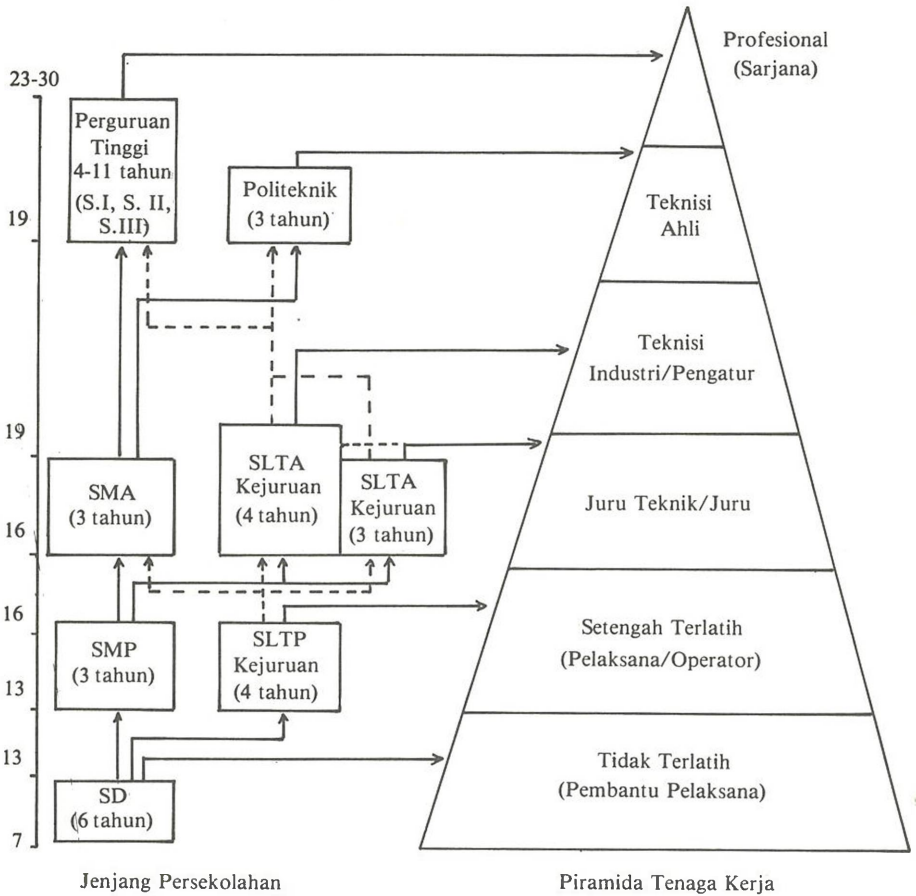 Profesional
(Sarjana)
23-30
Perguruan
Tinggi
4-11 tahun
(S.I, S. II,
S.III)
Politeknik
(3 tahun)
19
Teknisi
Ahli
Teknisi
Industri/Pengatur
19
SMA
(3 tahun)
SLTA
Kejuruan
(4 tahun)
SLTA
Kejuruan
(3 tahun)
Juru Teknik/Juru
16
16
SMP
(3 tahun)
SLTP
Kejuruan
(4 tahun)
Setengah Terlatih
(Pelaksana/Operator)
13
13
SD
(6 tahun)
Tidak Terlatih
(Pembantu Pelaksana)
7
Jenjang Persekolahan
Piramida Tenaga Kerja